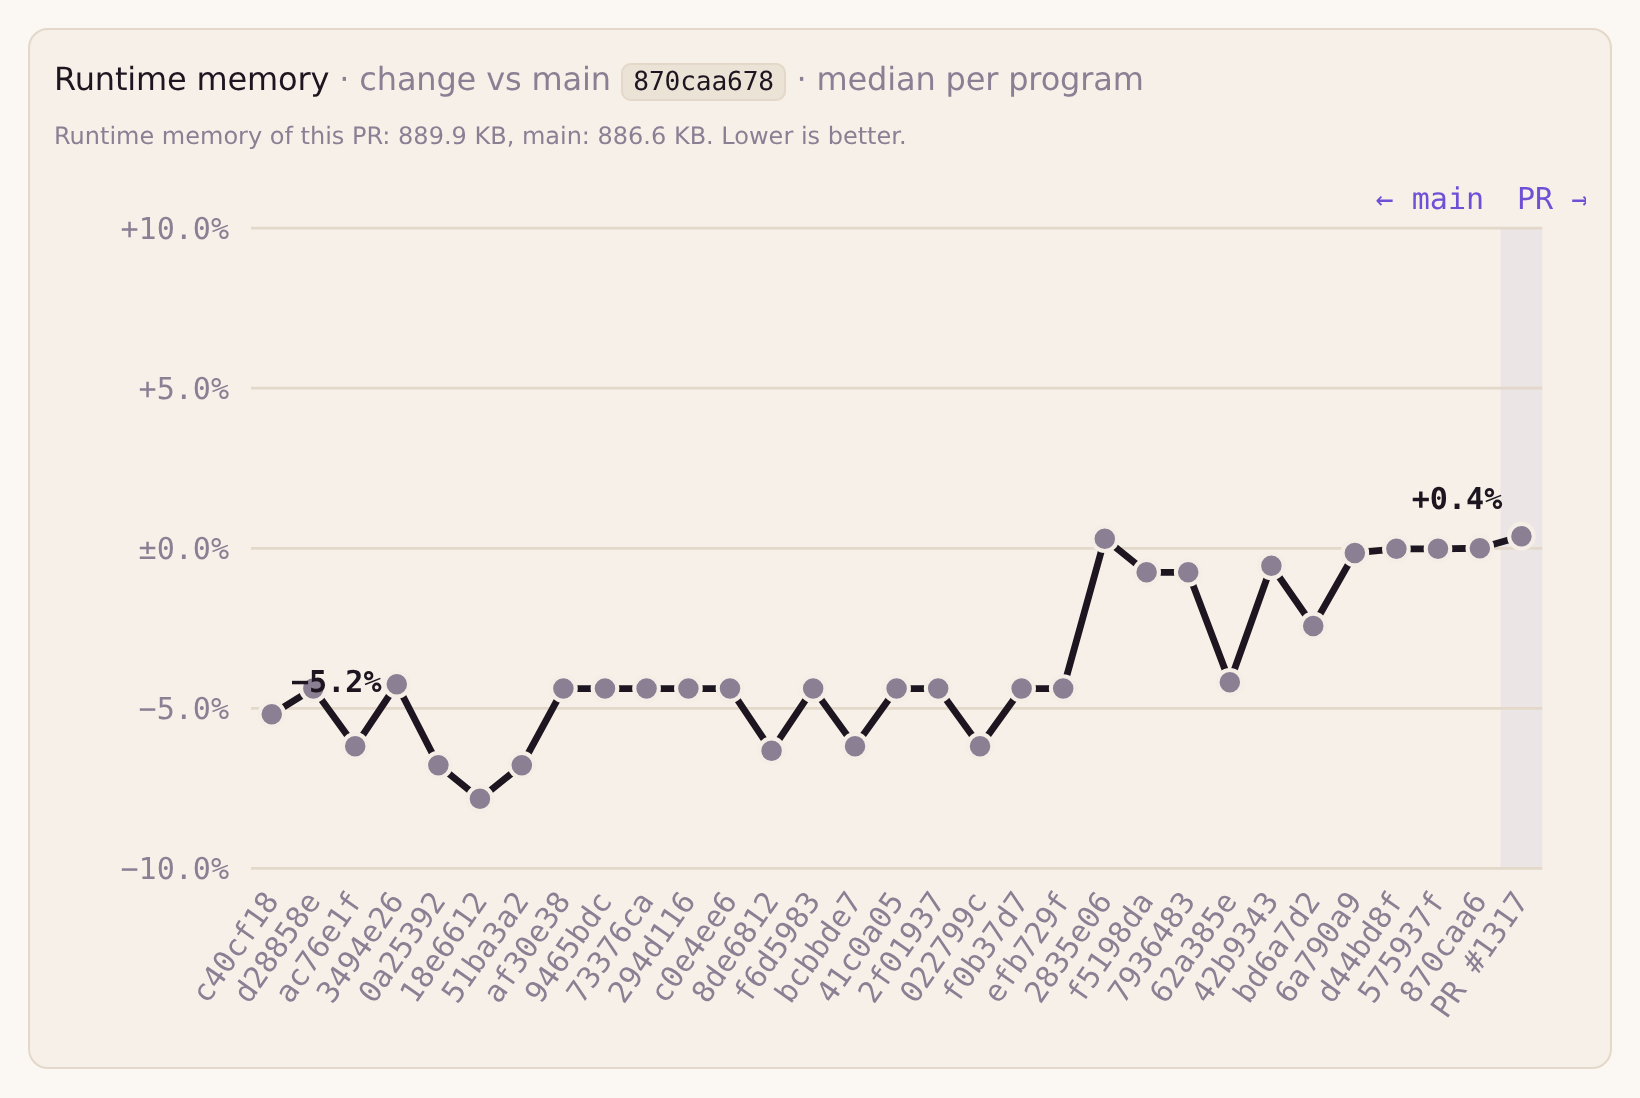 Runtime memory · change vs main 870caa678 · median per program
Runtime memory of this PR: 889.9 KB, main: 886.6 KB. Lower is better.
← main PR →
+10.0%
+5.0%
±0.0%
−5.0%
−10.0%
−5.2%
+0.4%
c40cf18
d28858e
ac76e1f
3494e26
0a25392
18e6612
51ba3a2
af30e38
9465bdc
73376ca
294d116
c0e4ee6
8de6812
f6d5983
bcbbde7
41c0a05
2f01937
022799c
f0b37d7
efb729f
2835e06
f5198da
7936483
62a385e
42b9343
bd6a7d2
6a790a9
d44bd8f
575937f
870caa6
PR #1317